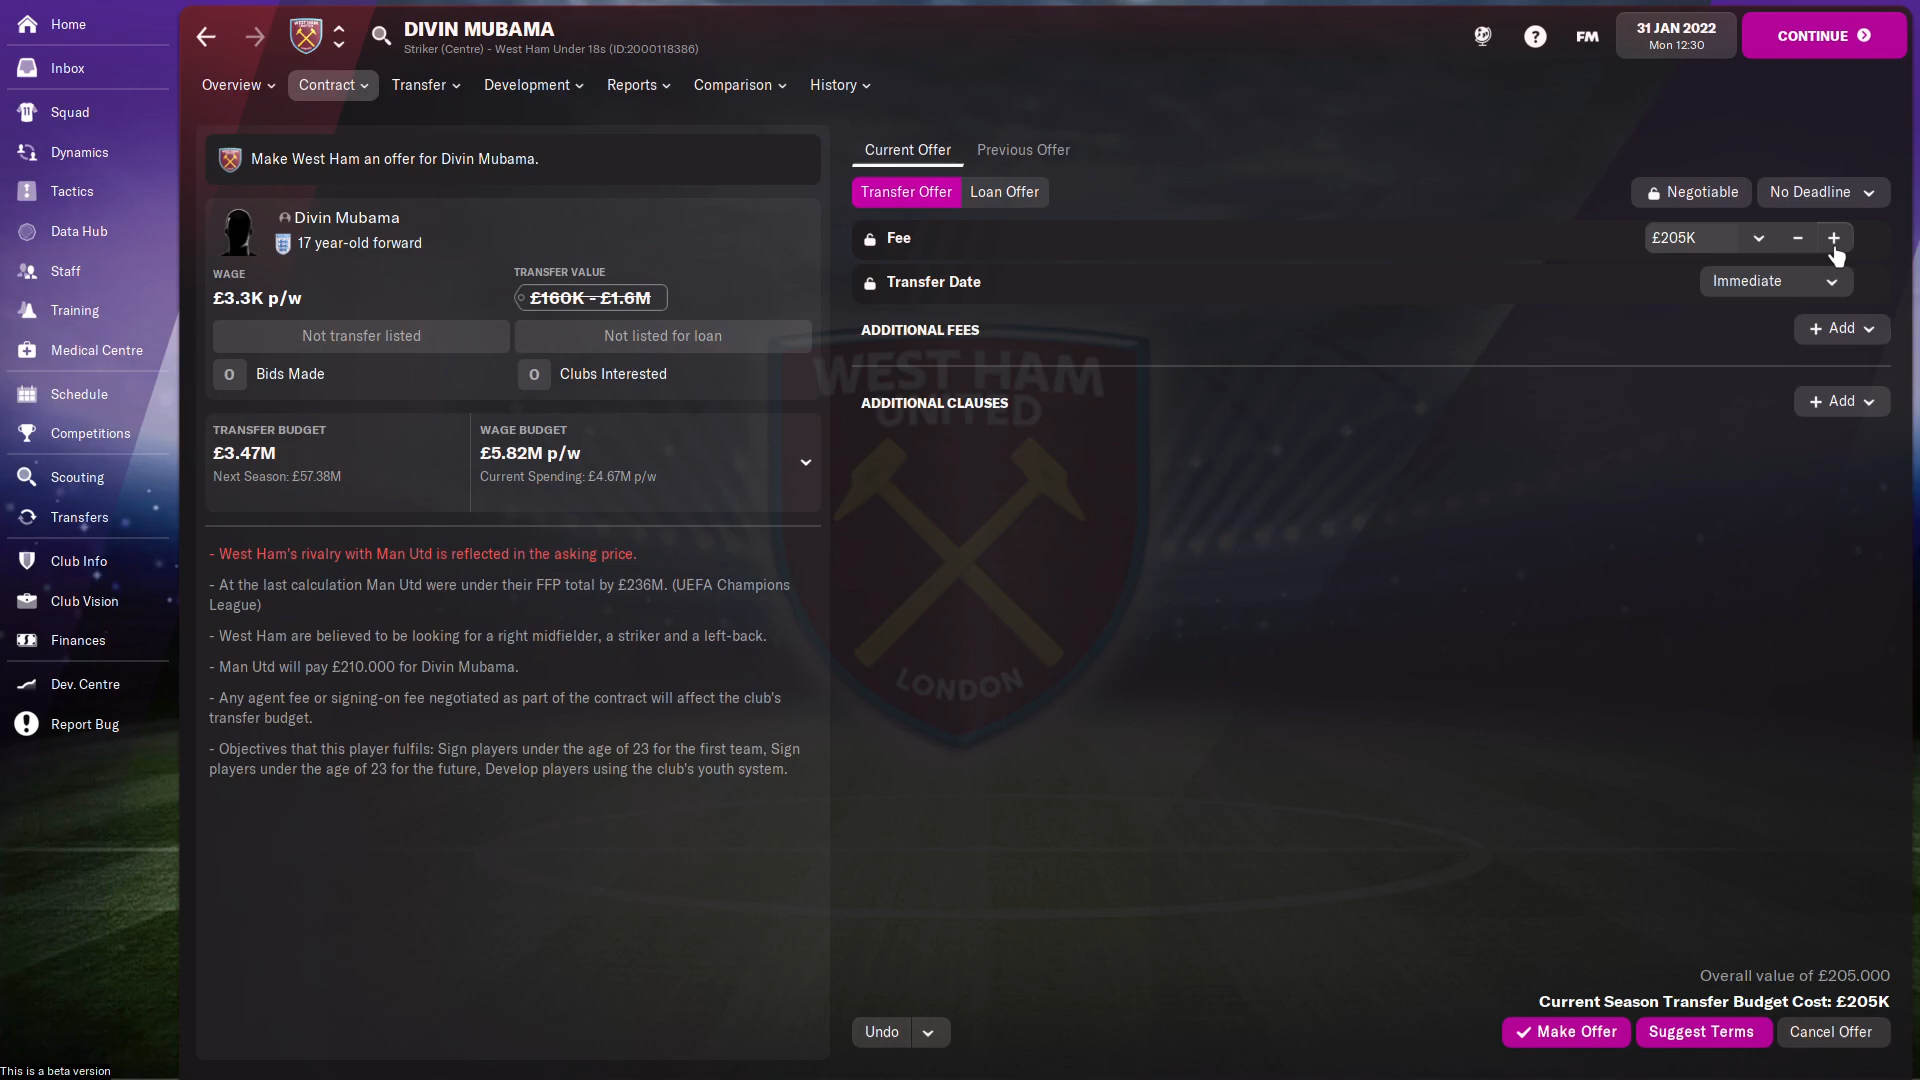 Home
Inbox
Squad
Dynamics
Tactics
Data Hub
Staff
Training
Medical Centre
Schedule
Competitions
Scouting
Transfers
Club Info
Club Vision
Finances
Dev. Centre
Report Bug
This is a beta version
DIVIN MUBAMA
Striker (Centre) - West Ham Under 18s (ID:2000118386)
FM
31 JAN 2022
Mon 12:30
CONTINUE
Overview
Contract
Transfer
Development
Reports
Comparison
History
Make West Ham an offer for Divin Mubama.
Divin Mubama
17 year-old forward
WAGE
TRANSFER VALUE
£3.3K p/w
£160K - £1.6M
Not transfer listed
Not listed for loan
0 Bids Made
0 Clubs Interested
TRANSFER BUDGET
£3.47M
Next Season: £57.38M
WAGE BUDGET
£5.82M p/w
Current Spending: £4.67M p/w
- West Ham's rivalry with Man Utd is reflected in the asking price.
- At the last calculation Man Utd were under their FFP total by £236M. (UEFA Champions
League)
- West Ham are believed to be looking for a right midfielder, a striker and a left-back.
- Man Utd will pay £210.000 for Divin Mubama.
- Any agent fee or signing-on fee negotiated as part of the contract will affect the club's
transfer budget.
- Objectives that this player fulfils: Sign players under the age of 23 for the first team, Sign
players under the age of 23 for the future, Develop players using the club's youth system.
Current Offer
Previous Offer
Transfer Offer
Loan Offer
Negotiable
No Deadline
Fee
£205K
Transfer Date
Immediate
ADDITIONAL FEES
+ Add
ADDITIONAL CLAUSES
+ Add
WEST HAM
UNITED
LONDON
Overall value of £205.000
Current Season Transfer Budget Cost: £205K
Undo
Make Offer
Suggest Terms
Cancel Offer